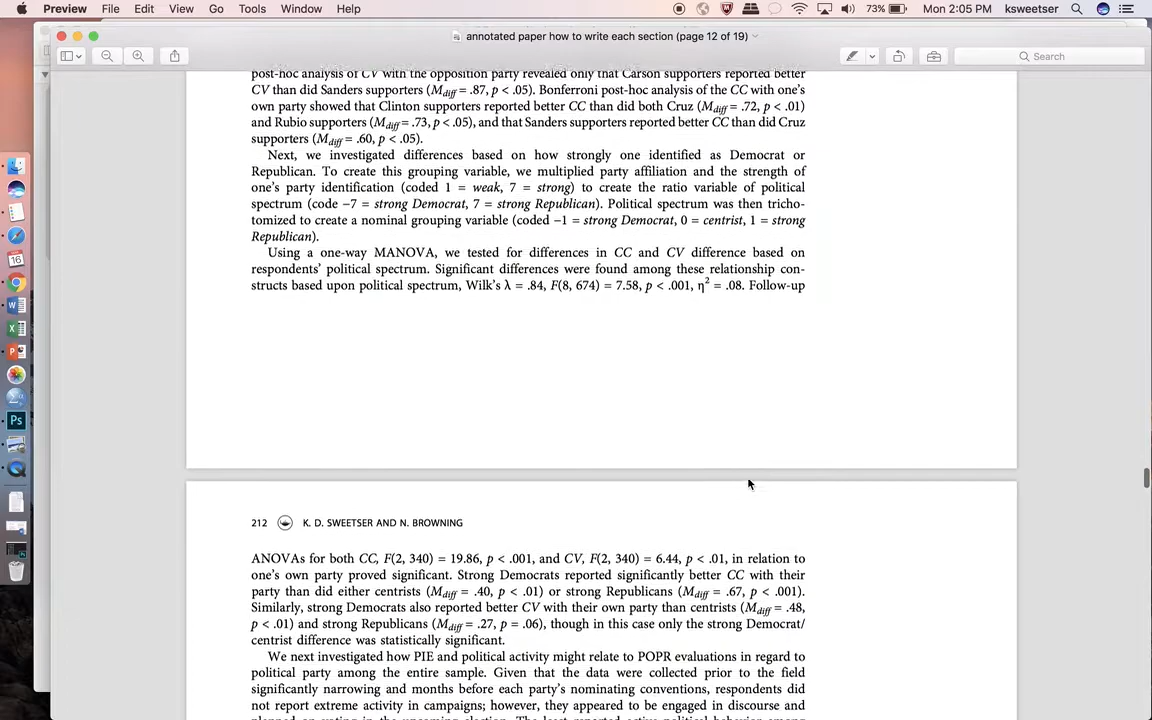 Preview File Edit View Go Tools Window Help 73% Mon 2:05 PM ksweetser
annotated paper how to write each section (page 12 of 19)
Search
post-hoc analysis of CV with the opposition party revealed only that Carson supporters reported better
CV than did Sanders supporters (Mdiff = .87, p < .05). Bonferroni post-hoc analysis of the CC with one's
own party showed that Clinton supporters reported better CC than did both Cruz (Mdiff = .72, p < .01)
and Rubio supporters (Mdiff = .73, p < .05), and that Sanders supporters reported better CC than did Cruz
supporters (Mdiff = .60, p < .05).
Next, we investigated differences based on how strongly one identified as Democrat or
Republican. To create this grouping variable, we multiplied party affiliation and the strength of
one's party identification (coded 1 = weak, 7 = strong) to create the ratio variable of political
spectrum (code −7 = strong Democrat, 7 = strong Republican). Political spectrum was then tricho-
tomized to create a nominal grouping variable (coded −1 = strong Democrat, 0 = centrist, 1 = strong
Republican).
Using a one-way MANOVA, we tested for differences in CC and CV difference based on
respondents' political spectrum. Significant differences were found among these relationship con-
structs based upon political spectrum, Wilk's λ = .84, F(8, 674) = 7.58, p < .001, η² = .08. Follow-up
212 K. D. SWEETSER AND N. BROWNING
ANOVAs for both CC, F(2, 340) = 19.86, p < .001, and CV, F(2, 340) = 6.44, p < .01, in relation to
one's own party proved significant. Strong Democrats reported significantly better CC with their
party than did either centrists (Mdiff = .40, p < .01) or strong Republicans (Mdiff = .67, p < .001).
Similarly, strong Democrats also reported better CV with their own party than centrists (Mdiff = .48,
p < .01) and strong Republicans (Mdiff = .27, p = .06), though in this case only the strong Democrat/
centrist difference was statistically significant.
We next investigated how PIE and political activity might relate to POPR evaluations in regard to
political party among the entire sample. Given that the data were collected prior to the field
significantly narrowing and months before each party's nominating conventions, respondents did
not report extreme activity in campaigns; however, they appeared to be engaged in discourse and
16
Ps